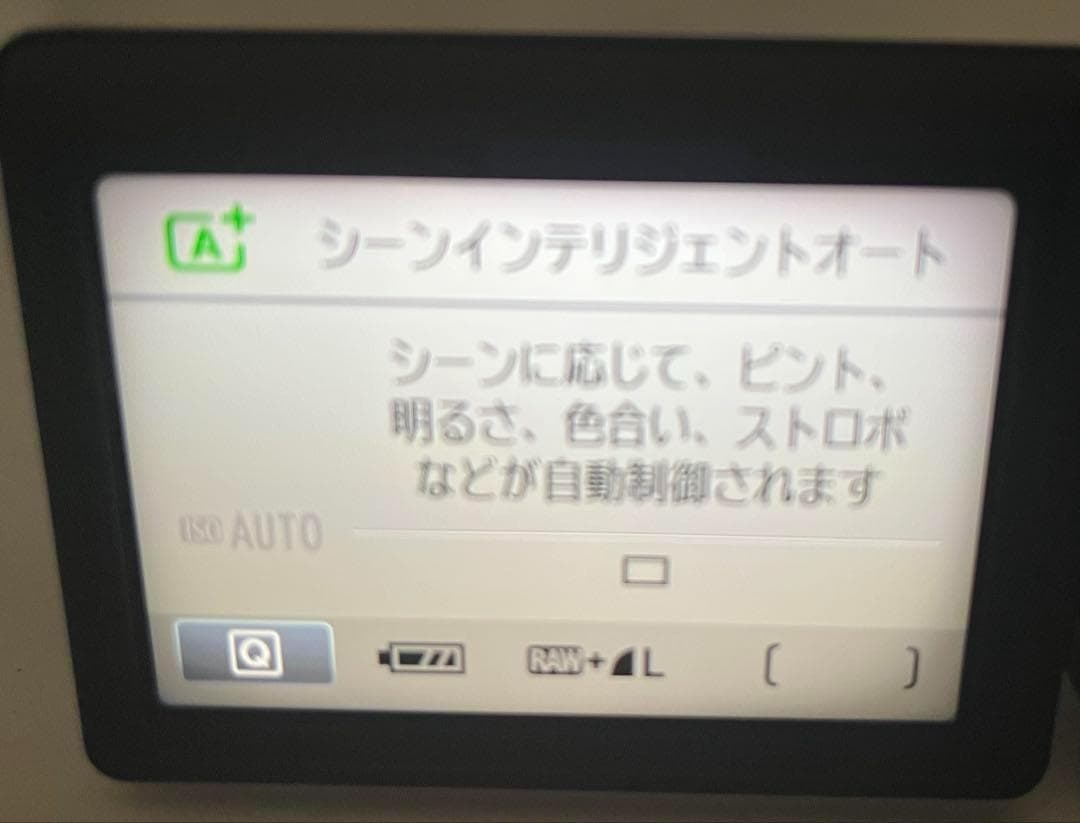 A+ シーンインテリジェントオート
シーンに応じて、ピント、
明るさ、色合い、ストロボ
などが自動制御されます
ISO AUTO
Q RAW+L [ ]